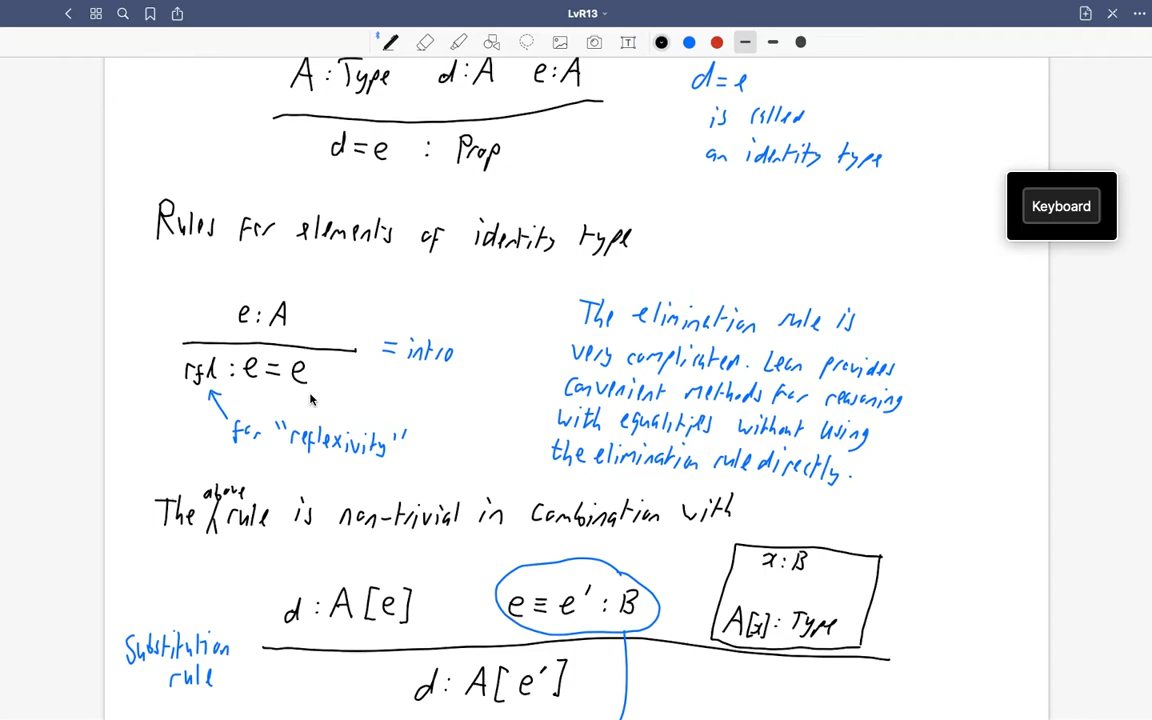 LvR13
A : Type d : A e : A
d = e : Prop
d = e
is called
an identity type
Keyboard
Rules for elements of identity type
e : A
rfl : e = e
= intro
for "reflexivity"
The elimination rule is
very complicated. Lean provides
convenient methods for reasoning
with equalities without using
the elimination rule directly.
The above rule is non-trivial in combination with
d : A[e] e ≡ e' : B
x : B
A[x] : Type
Substitution
rule
d : A[e']